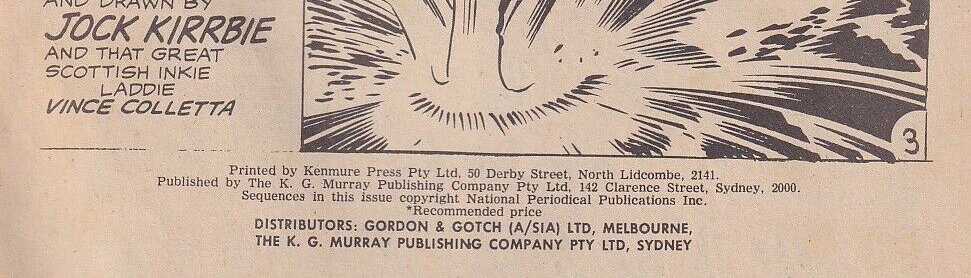 AND DRAWN BY
JOCK KIRRBIE
AND THAT GREAT
SCOTTISH INKIE
LADDIE
VINCE COLLETTA
3
Printed by Kenmure Press Pty Ltd, 50 Derby Street, North Lidcombe, 2141.
Published by The K. G. Murray Publishing Company Pty Ltd, 142 Clarence Street, Sydney, 2000.
Sequences in this issue copyright National Periodical Publications Inc.
*Recommended price
DISTRIBUTORS: GORDON & GOTCH (A/SIA) LTD, MELBOURNE,
THE K. G. MURRAY PUBLISHING COMPANY PTY LTD, SYDNEY